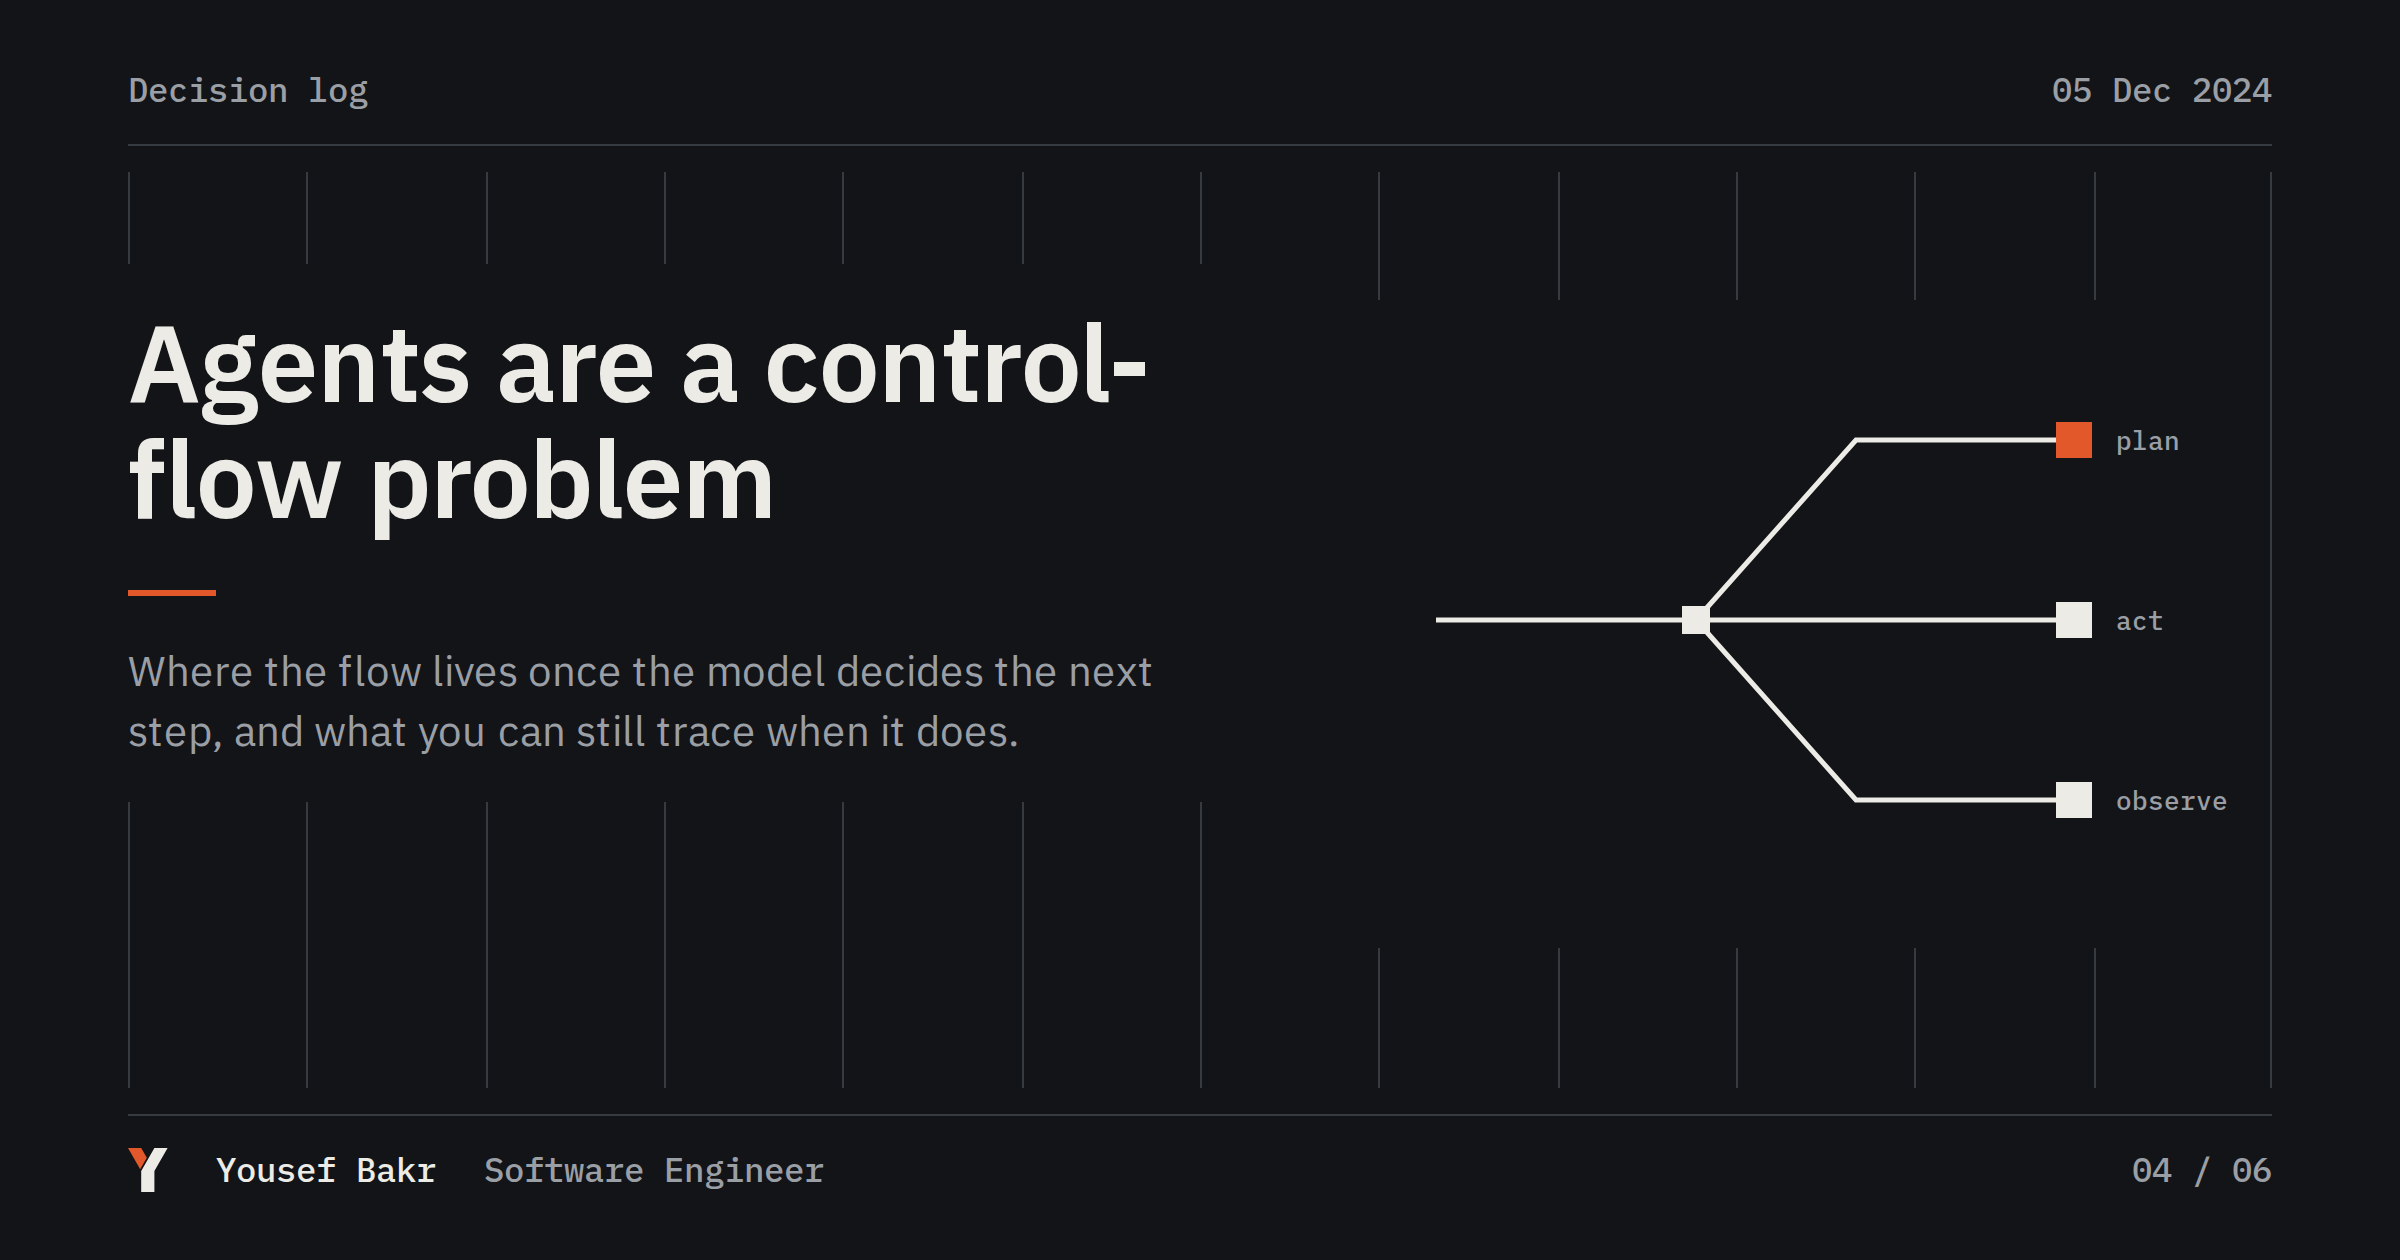 Decision log
05 Dec 2024
Agents are a control-
flow problem
Where the flow lives once the model decides the next
step, and what you can still trace when it does.
plan
act
observe
Y
Yousef Bakr
Software Engineer
04 / 06